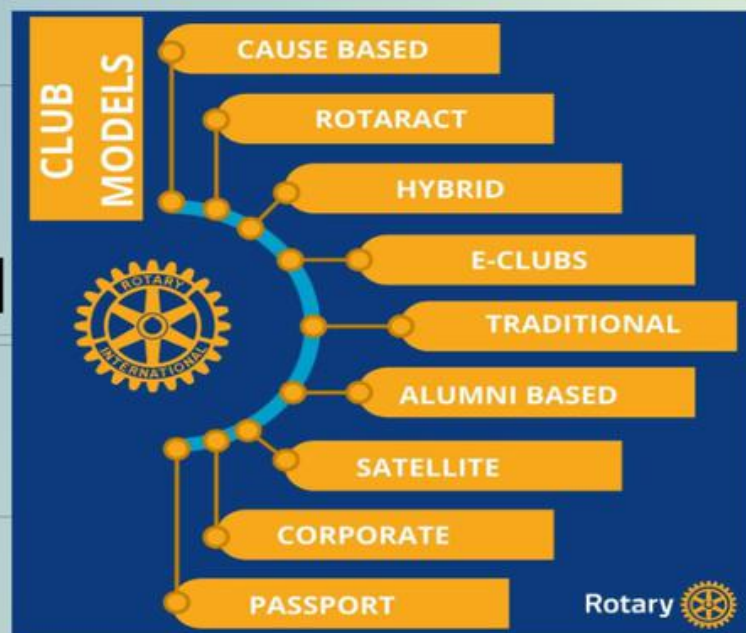 CLUB
MODELS
CAUSE BASED
ROTARACT
HYBRID
E-CLUBS
TRADITIONAL
ALUMNI BASED
SATELLITE
CORPORATE
PASSPORT
ROTARY
INTERNATIONAL
Rotary